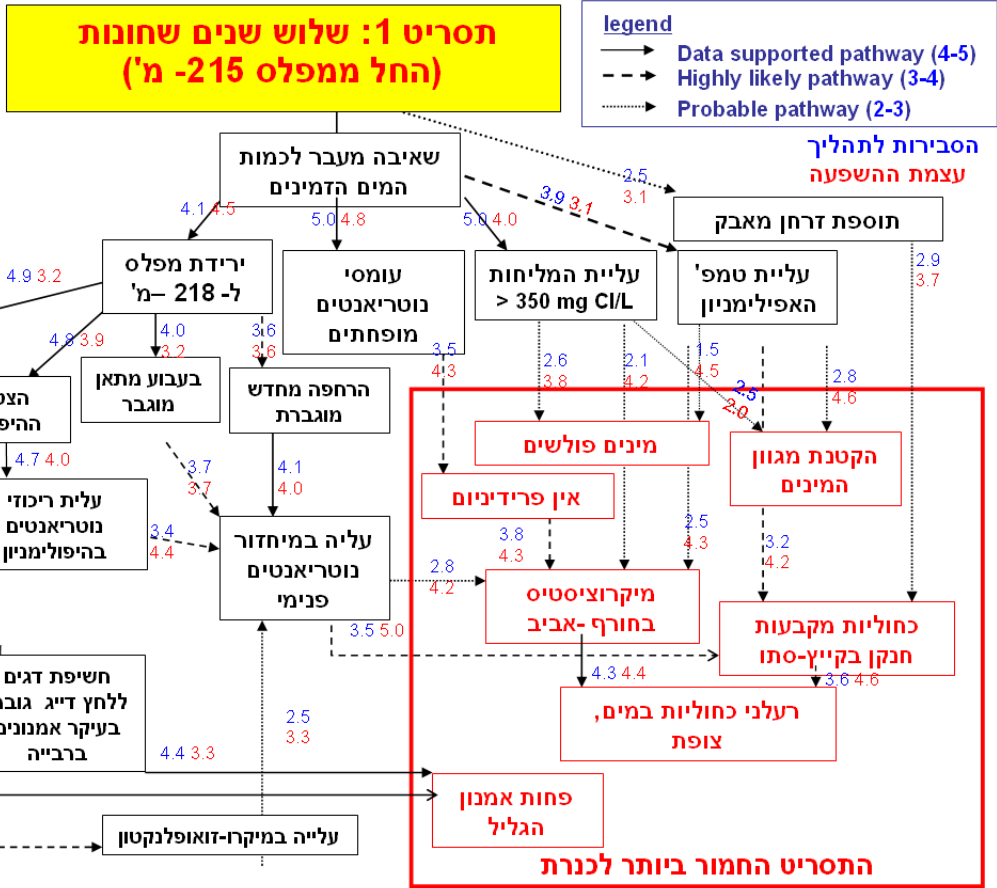 תסריט 1: שלוש שנים שחונות
(החל ממפלס 215- מ')
legend
Data supported pathway (4-5)
Highly likely pathway (3-4)
Probable pathway (2-3)
הסבירות לתהליך
עצמת ההשפעה
שאיבה מעבר לכמות
המים הזמינים
2.5
3.1
3.9 3.1
4.1 4.5
5.0 4.8
5.0 4.0
תוספת זרחן מאבק
ירידת מפלס
ל- 218 –מ'
עומסי
נוטריאנטים
מופחתים
עליית המליחות
> 350 mg Cl/L
עליית טמפ'
האפילימניון
2.9
3.7
4.9 3.2
4.8 3.9
4.0
3.2
3.6
3.6
3.5
4.3
2.6
3.8
2.1
4.2
1.5
4.5
2.5
2.0
2.8
4.6
בעבוע מתאן
מוגבר
הרחפה מחדש
מוגברת
4.7 4.0
3.7
3.7
4.1
4.0
מינים פולשים
הקטנת מגוון
המינים
אין פרידיניום
עלית ריכוזי
נוטריאנטים
בהיפולימניון
3.4
4.4
עליה במיחדור
נוטריאנטים
פנימי
3.8
4.3
2.5
4.3
3.2
4.2
2.8
4.2
מיקרוציסטיס
בחורף -אביב
כחוליות מקבעות
חנקן בקייץ-סתו
3.5 5.0
4.3 4.4
3.6 4.6
חשיפת דגים
ללחץ דייג
בעיקר
ברבייה
רעלני כחוליות במים,
צופת
2.5
3.3
4.4 3.3
פחות אמנון
הגליל
עלייה במיקרו-זואופלנקטון
התסריט החמור ביותר לכנרת